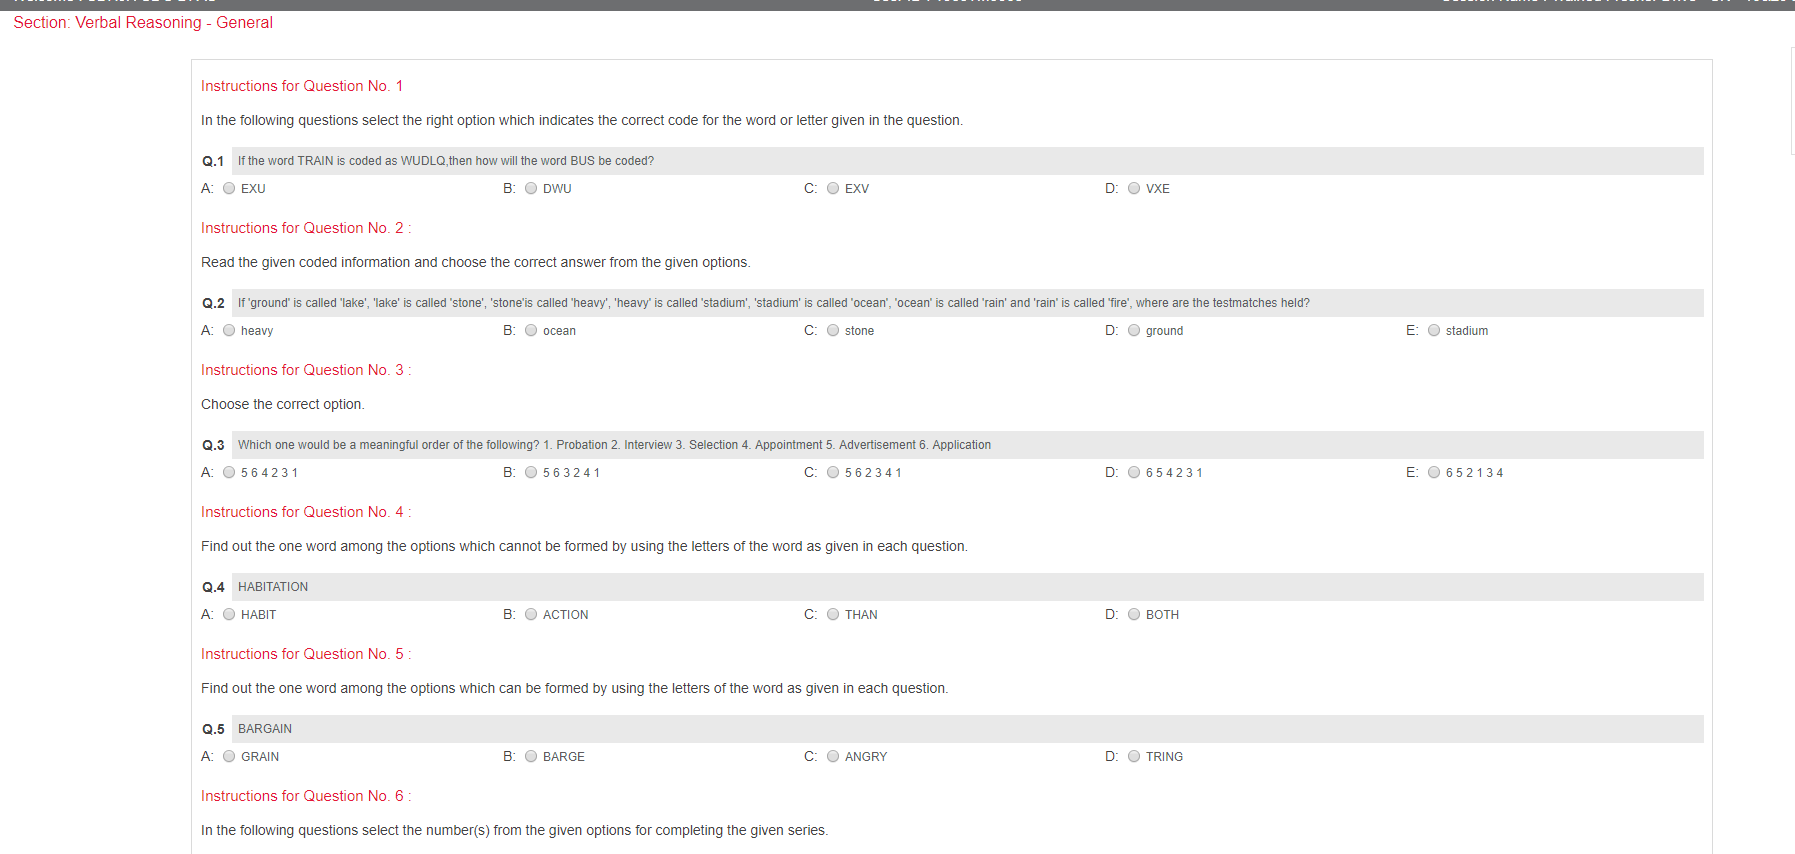 Section: Verbal Reasoning - General
Instructions for Question No. 1
In the following questions select the right option which indicates the correct code for the word or letter given in the question.
Q.1 If the word TRAIN is coded as WUDLQ,then how will the word BUS be coded?
A: EXU B: DWU C: EXV D: VXE
Instructions for Question No. 2 :
Read the given coded information and choose the correct answer from the given options.
Q.2 If 'ground' is called 'lake', 'lake' is called 'stone', 'stone'is called 'heavy', 'heavy' is called 'stadium', 'stadium' is called 'ocean', 'ocean' is called 'rain' and 'rain' is called 'fire', where are the testmatches held?
A: heavy B: ocean C: stone D: ground E: stadium
Instructions for Question No. 3 :
Choose the correct option.
Q.3 Which one would be a meaningful order of the following? 1. Probation 2. Interview 3. Selection 4. Appointment 5. Advertisement 6. Application
A: 5 6 4 2 3 1 B: 5 6 3 2 4 1 C: 5 6 2 3 4 1 D: 6 5 4 2 3 1 E: 6 5 2 1 3 4
Instructions for Question No. 4 :
Find out the one word among the options which cannot be formed by using the letters of the word as given in each question.
Q.4 HABITATION
A: HABIT B: ACTION C: THAN D: BOTH
Instructions for Question No. 5 :
Find out the one word among the options which can be formed by using the letters of the word as given in each question.
Q.5 BARGAIN
A: GRAIN B: BARGE C: ANGRY D: TRING
Instructions for Question No. 6 :
In the following questions select the number(s) from the given options for completing the given series.